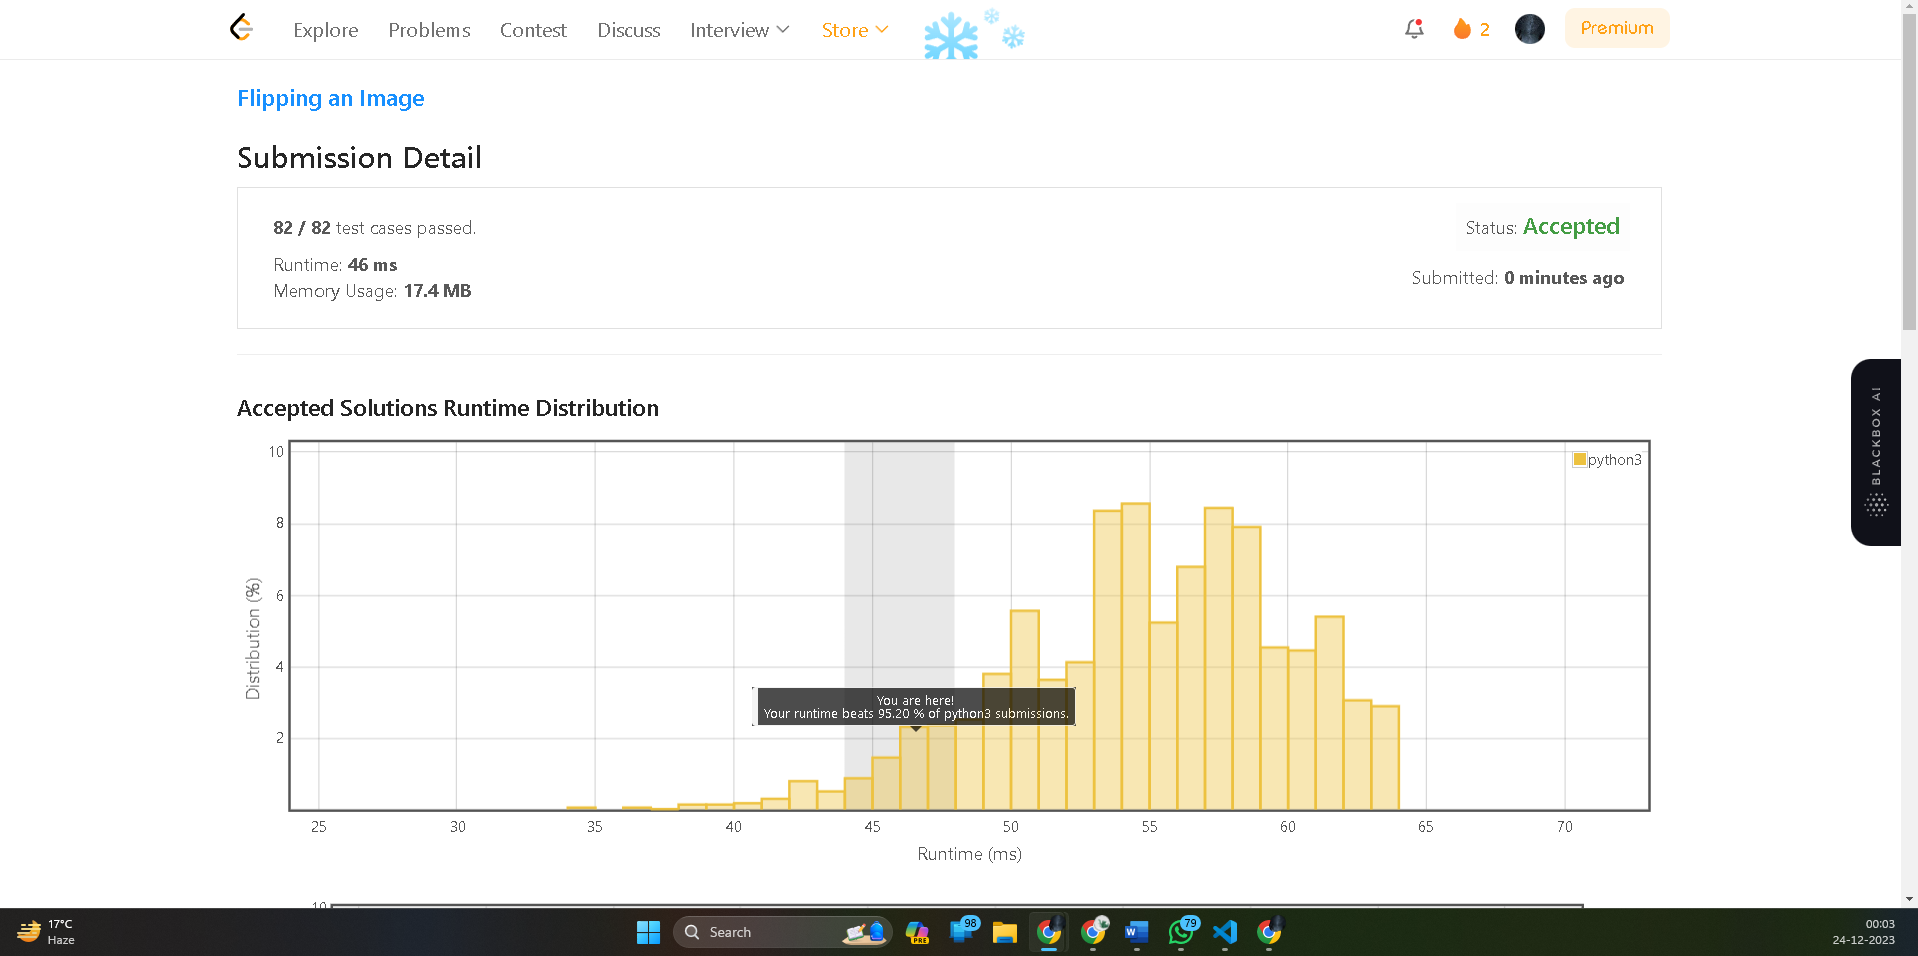 Explore Problems Contest Discuss Interview Store 2 Premium
Flipping an Image
Submission Detail
82 / 82 test cases passed.
Status: Accepted
Runtime: 46 ms
Submitted: 0 minutes ago
Memory Usage: 17.4 MB
Accepted Solutions Runtime Distribution
10
python3
8
6
4
2
Distribution (%)
You are here!
Your runtime beats 95.20 % of python3 submissions.
25 30 35 40 45 50 55 60 65 70
Runtime (ms)
10
BLACKBOX AI
17°C
Haze
Search
PRE
98
W
79
00:03
24-12-2023